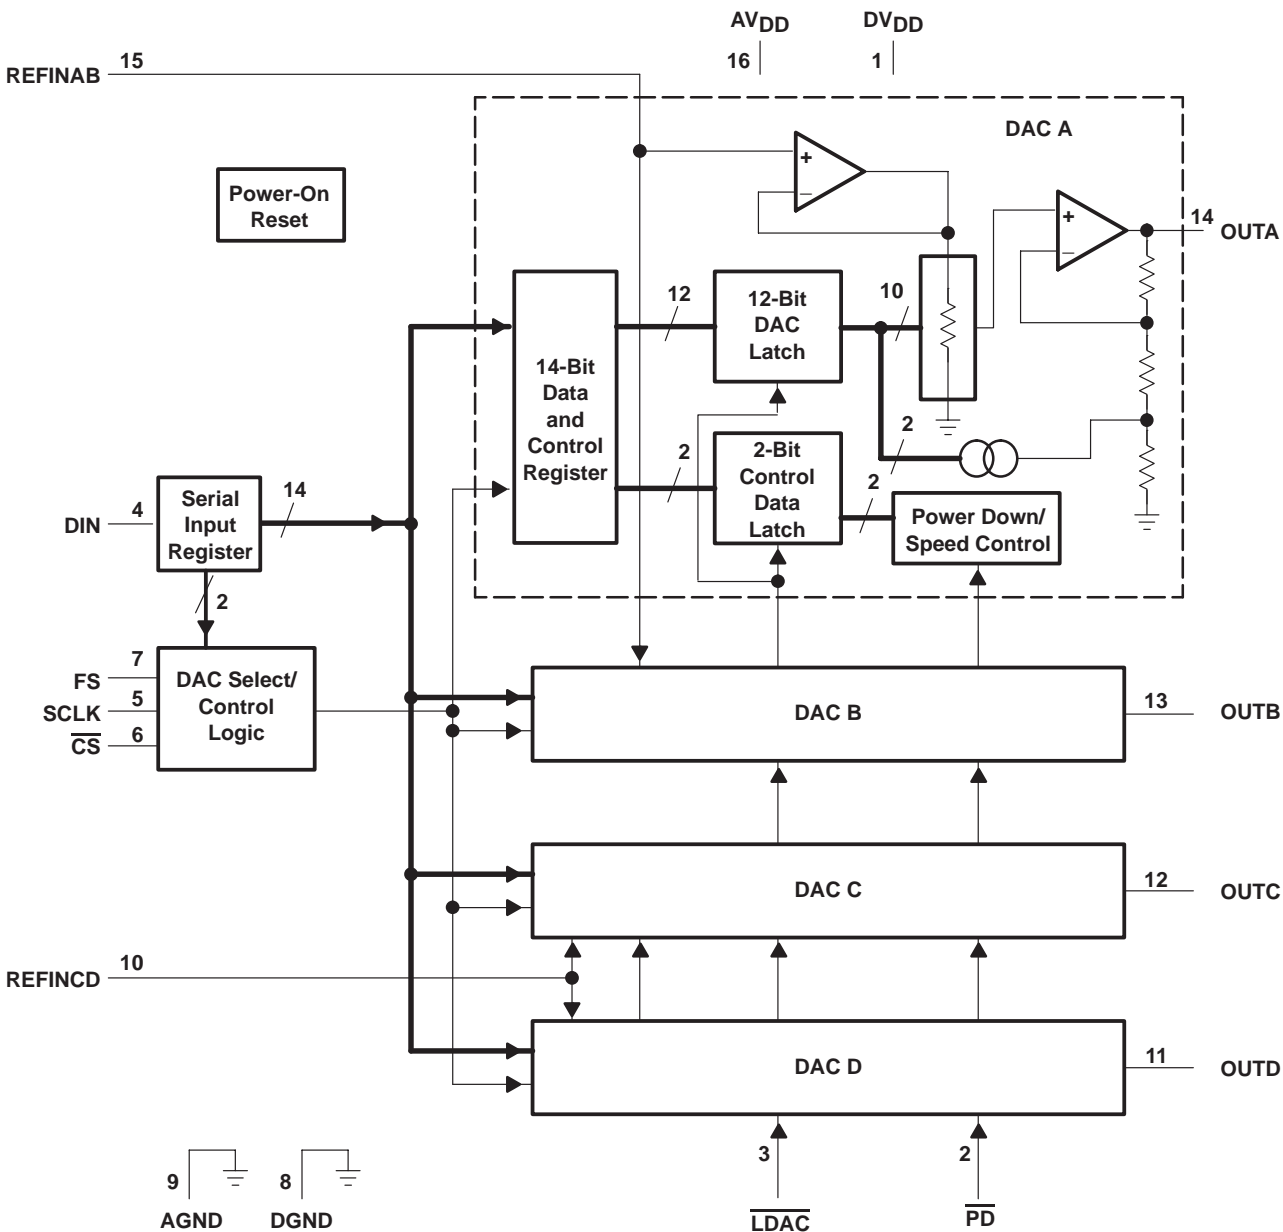 AVDD
DVDD
16
1
REFINAB
15
DAC A
+
–
+
–
14
OUTA
Power-On
Reset
14-Bit
Data
and
Control
Register
12
12-Bit
DAC
Latch
10
2
2
2-Bit
Control
Data
Latch
2
Power Down/
Speed Control
DIN
4
Serial
Input
Register
14
2
FS
7
SCLK
5
CS
6
DAC Select/
Control
Logic
DAC B
13
OUTB
DAC C
12
OUTC
REFINCD
10
DAC D
11
OUTD
9
AGND
8
DGND
3
LDAC
2
PD